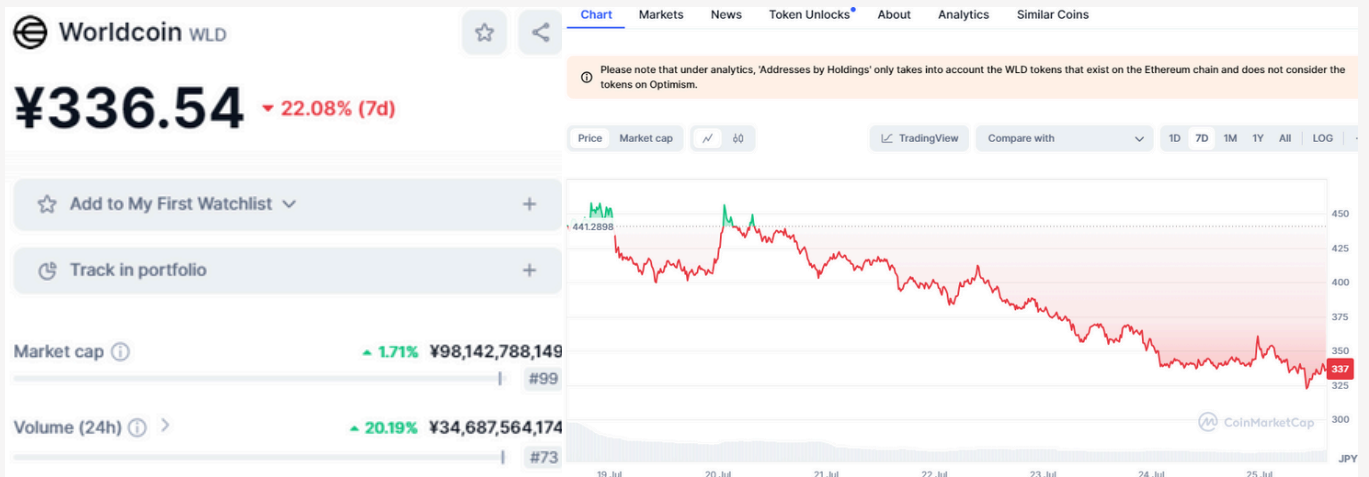 Worldcoin WLD
¥336.54 22.08% (7d)
Add to My First Watchlist
Track in portfolio
Market cap 1.71% ¥98,142,788,149
#99
Volume (24h) 20.19% ¥34,687,564,174
#73
Chart Markets News Token Unlocks About Analytics Similar Coins
Please note that under analytics, 'Addresses by Holdings' only takes into account the WLD tokens that exist on the Ethereum chain and does not consider the
tokens on Optimism.
Price Market cap TradingView Compare with 1D 7D 1M 1Y All LOG
450
441.2898
425
400
375
350
337
325
300
CoinMarketCap
JPY
19 Jul 20 Jul 21 Jul 22 Jul 23 Jul 24 Jul 25 Jul